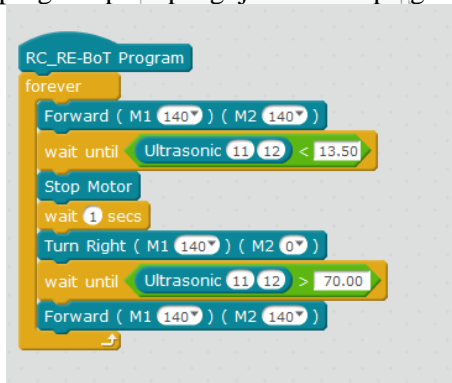 RC_RE-BoT Program
forever
Forward ( M1 140 ) ( M2 140 )
wait until Ultrasonic 11 12 < 13.50
Stop Motor
wait 1 secs
Turn Right ( M1 140 ) ( M2 0 )
wait until Ultrasonic 11 12 > 70.00
Forward ( M1 140 ) ( M2 140 )